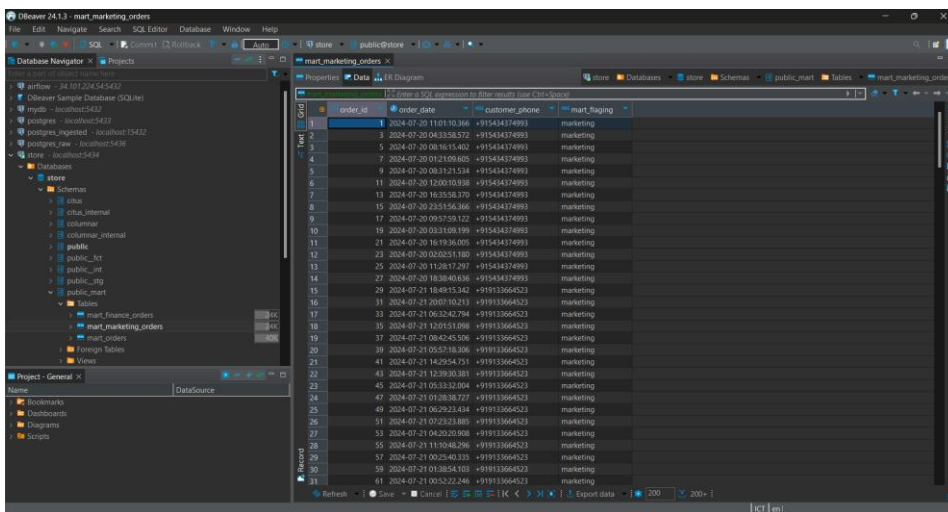 DBeaver 24.1.3 - mart_marketing_orders
File Edit Navigate Search SQL Editor Database Window Help
SQL Commit Rollback Auto store public@store
Database Navigator Projects
Enter a part of object name here
airflow - 34.101.224.54:5432
DBeaver Sample Database (SQLite)
mydb - localhost:5432
postgres - localhost:5433
postgres_ingested - localhost:15432
postgres_raw - localhost:5436
store - localhost:5434
Databases
store
Schemas
citus
citus_internal
columnar
columnar_internal
public
public__fct
public__int
public__stg
public_mart
Tables
mart_finance_orders 24K
mart_marketing_orders 24K
mart_orders 40K
Foreign Tables
Views
Project - General
Name DataSource
Bookmarks
Dashboards
Diagrams
Scripts
mart_marketing_orders
Properties Data ER Diagram
store Databases store Schemas public_mart Tables mart_marketing_orde
mart_marketing_orders Enter a SQL expression to filter results (use Ctrl+Space)
Grid
Text
Record
order_id order_date customer_phone mart_flaging
1 1 2024-07-20 11:01:10.366 +915434374993 marketing
2 3 2024-07-20 04:33:58.572 +915434374993 marketing
3 5 2024-07-20 08:16:15.402 +915434374993 marketing
4 7 2024-07-20 01:21:09.605 +915434374993 marketing
5 9 2024-07-20 08:31:21.534 +915434374993 marketing
6 11 2024-07-20 12:00:10.938 +915434374993 marketing
7 13 2024-07-20 16:35:58.370 +915434374993 marketing
8 15 2024-07-20 23:51:56.366 +915434374993 marketing
9 17 2024-07-20 09:57:59.122 +915434374993 marketing
10 19 2024-07-20 03:31:09.199 +915434374993 marketing
11 21 2024-07-20 16:19:36.005 +915434374993 marketing
12 23 2024-07-20 02:02:51.180 +915434374993 marketing
13 25 2024-07-20 11:28:17.297 +915434374993 marketing
14 27 2024-07-20 18:38:40.636 +915434374993 marketing
15 29 2024-07-21 18:49:15.342 +919133664523 marketing
16 31 2024-07-21 20:07:10.213 +919133664523 marketing
17 33 2024-07-21 06:32:42.794 +919133664523 marketing
18 35 2024-07-21 12:01:51.098 +919133664523 marketing
19 37 2024-07-21 08:42:45.506 +919133664523 marketing
20 39 2024-07-21 05:57:18.306 +919133664523 marketing
21 41 2024-07-21 14:29:54.751 +919133664523 marketing
22 43 2024-07-21 12:39:30.381 +919133664523 marketing
23 45 2024-07-21 05:33:32.004 +919133664523 marketing
24 47 2024-07-21 01:28:38.727 +919133664523 marketing
25 49 2024-07-21 06:29:23.434 +919133664523 marketing
26 51 2024-07-21 07:23:23.885 +919133664523 marketing
27 53 2024-07-21 04:20:20.908 +919133664523 marketing
28 55 2024-07-21 11:10:48.296 +919133664523 marketing
29 57 2024-07-21 00:25:40.335 +919133664523 marketing
30 59 2024-07-21 01:38:54.103 +919133664523 marketing
31 61 2024-07-21 00:52:22.246 +919133664523 marketing
Refresh Save Cancel Export data 200 200+
ICT en